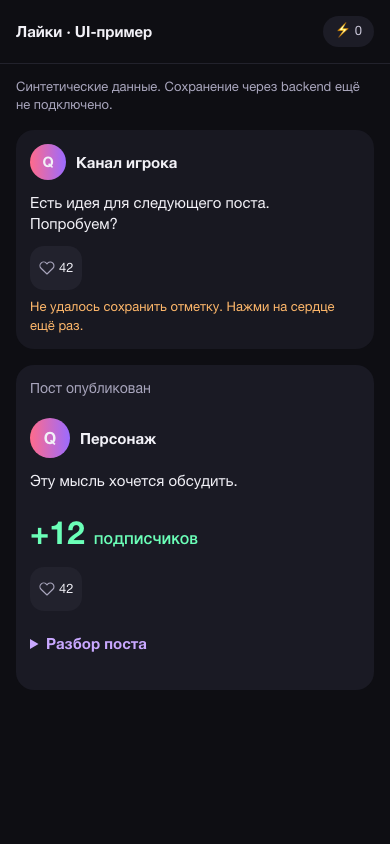 Лайки · UI-пример
⚡ 0
Синтетические данные. Сохранение через backend ещё
не подключено.
Q
Канал игрока
Есть идея для следующего поста.
Попробуем?
42
Не удалось сохранить отметку. Нажми на сердце
ещё раз.
Пост опубликован
Q
Персонаж
Эту мысль хочется обсудить.
+12 подписчиков
42
Разбор поста